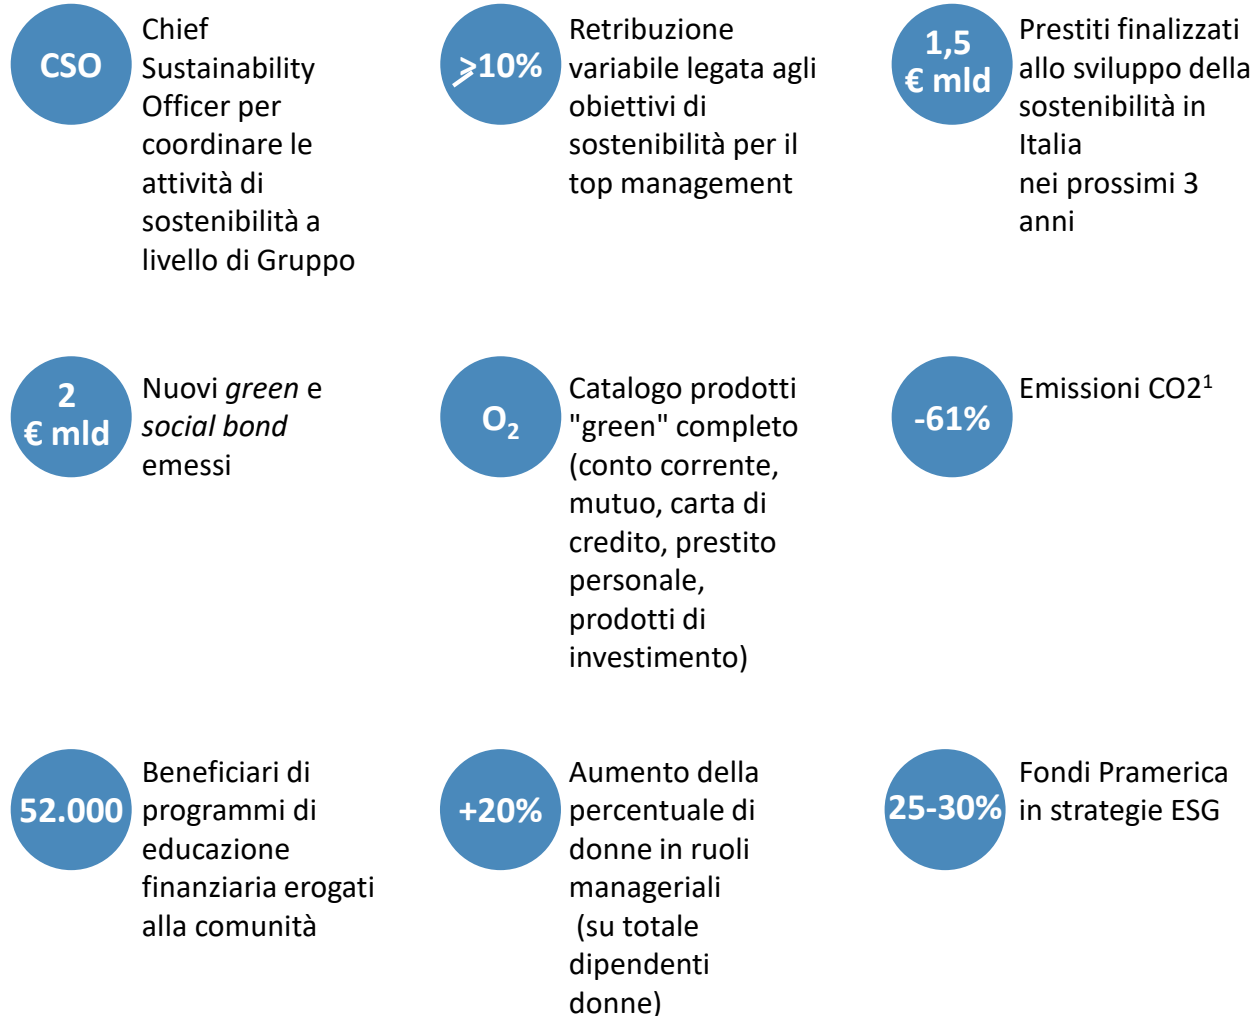 CSO
Chief
Sustainability
Officer per
coordinare le
attività di
sostenibilità a
livello di Gruppo
>10%
Retribuzione
variabile legata agli
obiettivi di
sostenibilità per il
top management
1,5
€ mld
Prestiti finalizzati
allo sviluppo della
sostenibilità in
Italia
nei prossimi 3
anni
2
€ mld
Nuovi green e
social bond
emessi
O₂
Catalogo prodotti
"green" completo
(conto corrente,
mutuo, carta di
credito, prestito
personale,
prodotti di
investimento)
-61%
Emissioni CO2¹
52.000
Beneficiari di
programmi di
educazione
finanziaria erogati
alla comunità
+20%
Aumento della
percentuale di
donne in ruoli
manageriali
(su totale
dipendenti
donne)
25-30%
Fondi Pramerica
in strategie ESG